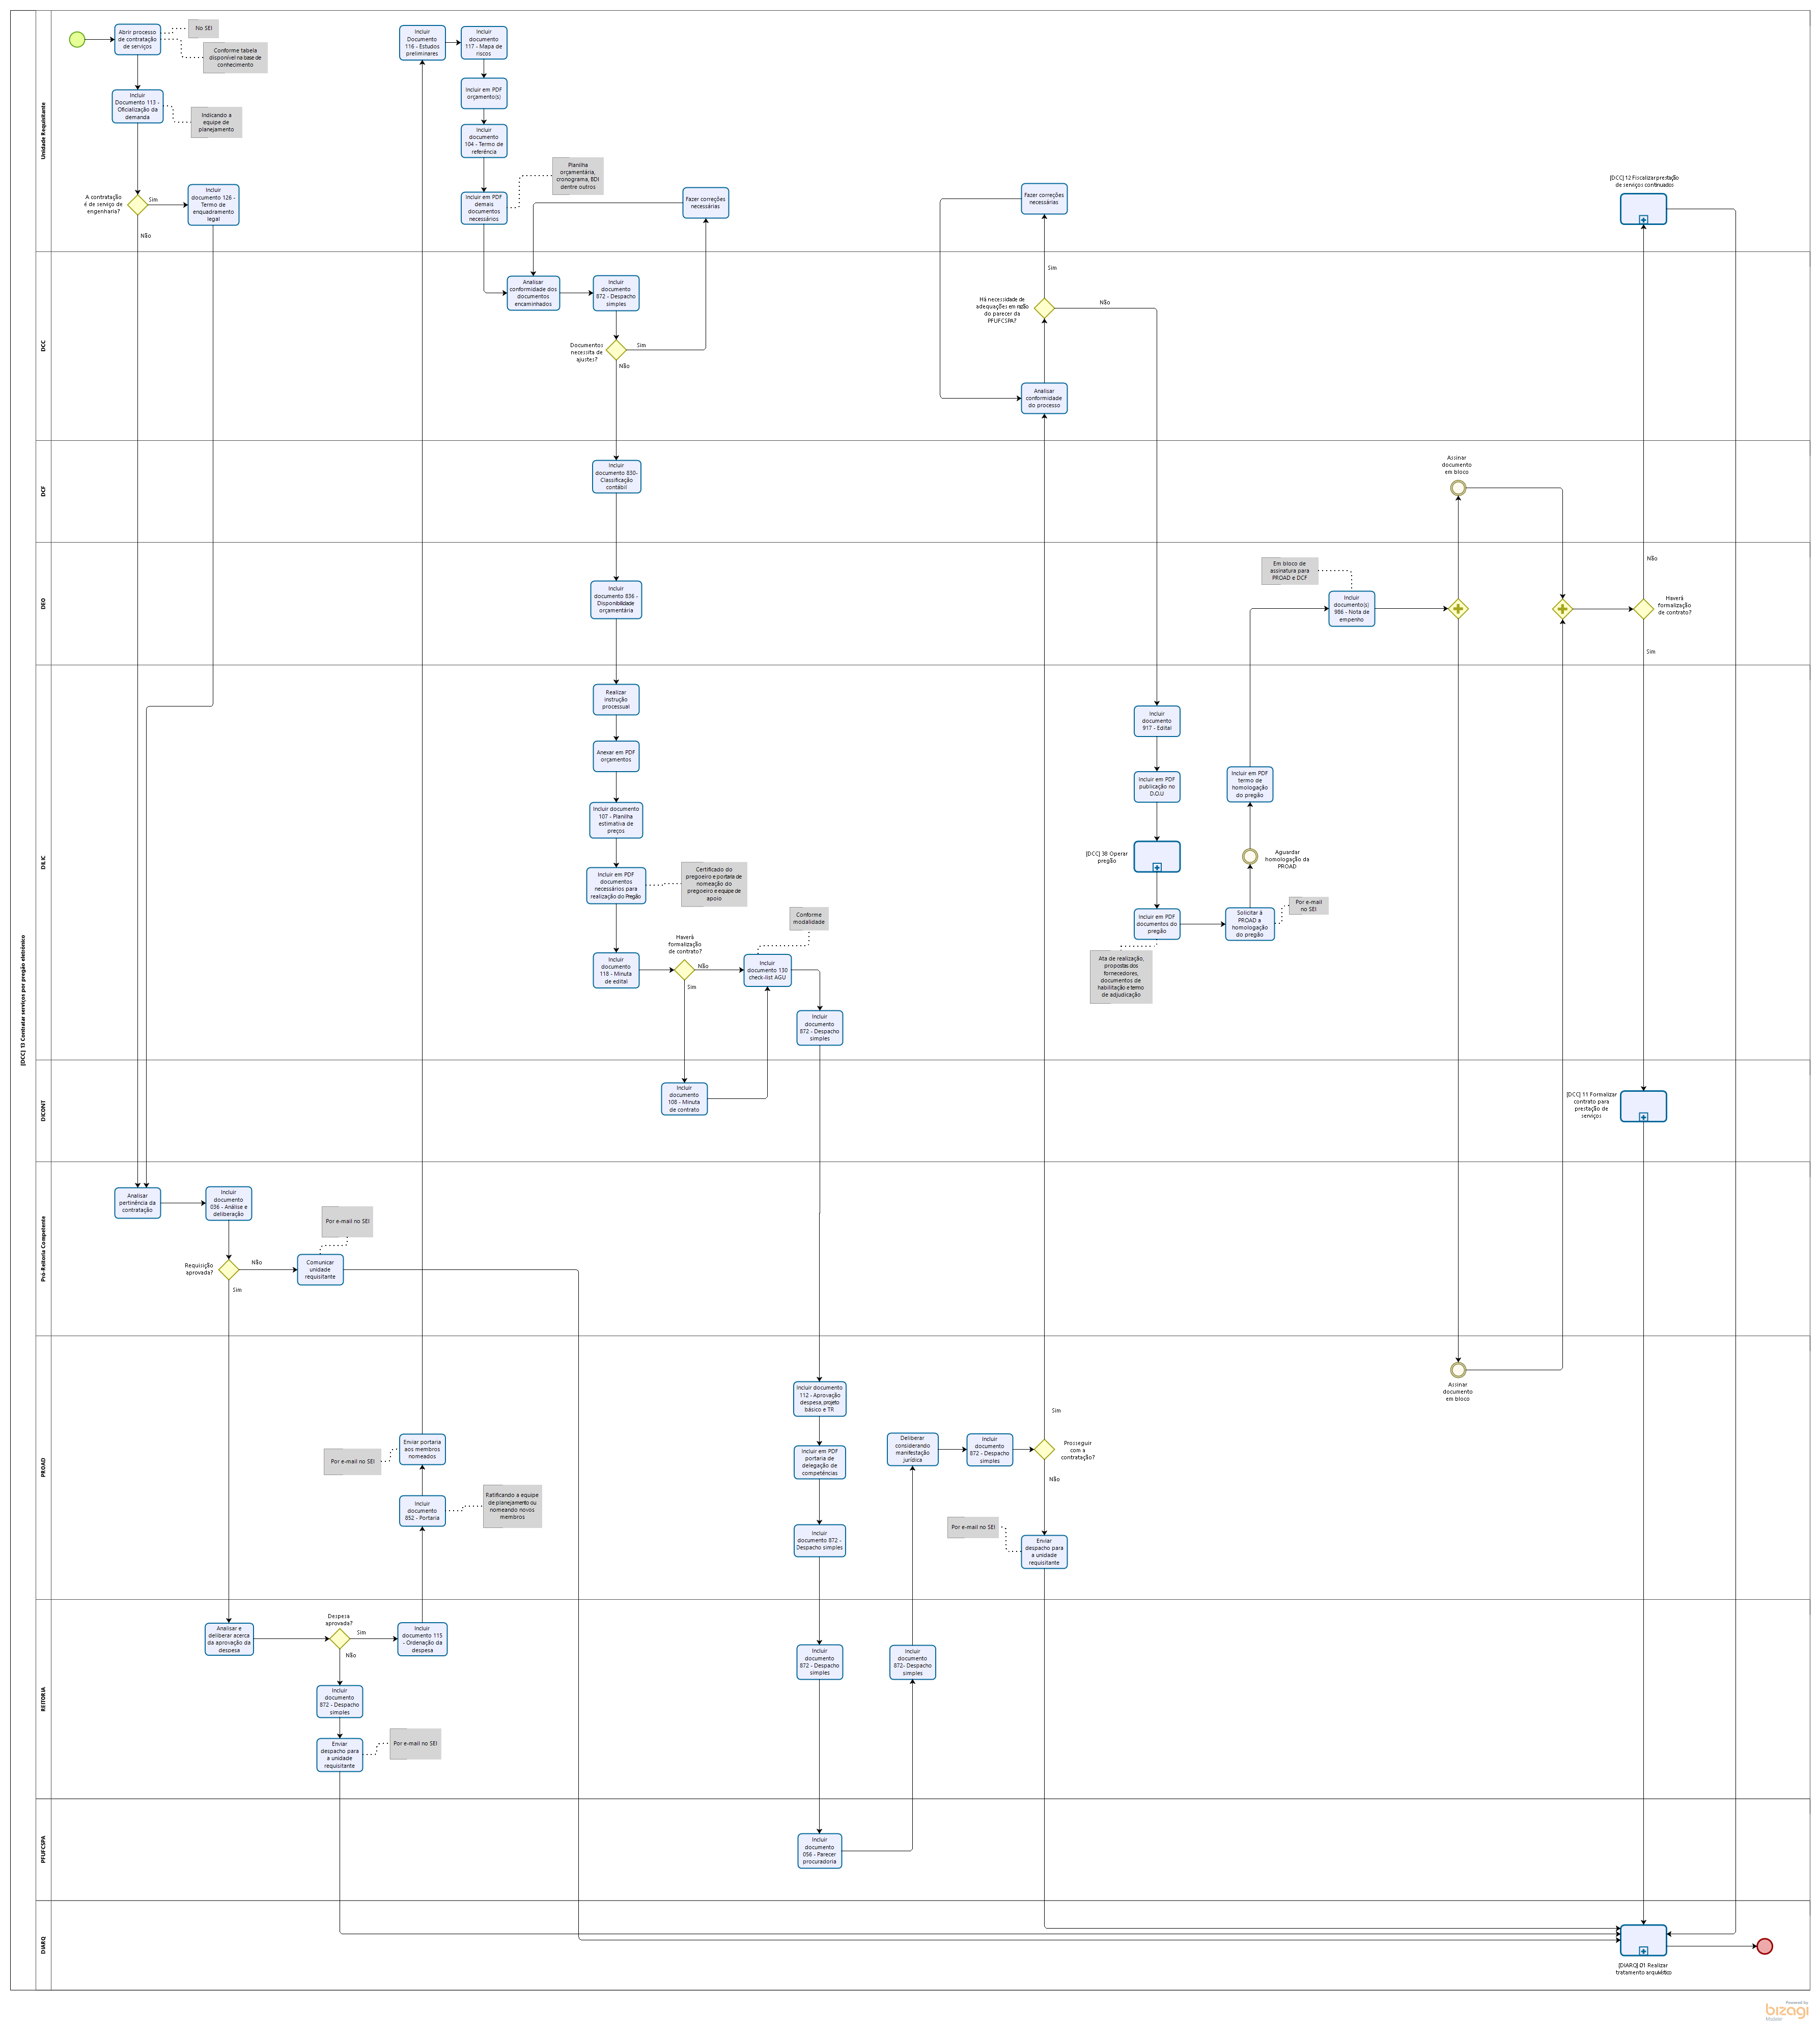 [DCC] 13 Contratar serviços por pregão eletrônico
Unidade Requisitante
Abrir processo
de contratação
de serviços
No SEI
Conforme tabela
disponível na base de
conhecimento
Incluir
Documento 113 -
Oficialização da
demanda
Indicando a
equipe de
planejamento
A contratação
é de serviço de
engenharia?
Sim
Não
Incluir
documento 126 -
Termo de
enquadramento
legal
Incluir
Documento
116 - Estudos
preliminares
Incluir
documento
117 - Mapa de
riscos
Incluir em PDF
orçamento(s)
Incluir
documento
104 - Termo de
referência
Incluir em PDF
demais
documentos
necessários
Planilha
orçamentária,
cronograma, BDI
dentre outros
Fazer correções
necessárias
Fazer correções
necessárias
[DCC] 12 Fiscalizar prestação
de serviços continuados
DCC
Analisar
conformidade dos
documentos
encaminhados
Incluir
documento
872 - Despacho
simples
Documentos
necessita de
ajustes?
Sim
Não
Sim
Há necessidade de
adequações em razão
do parecer da
PFUFCSPA?
Não
Analisar
conformidade
do processo
DCF
Incluir
documento 830-
Classificação
contábil
Assinar
documento
em bloco
DEO
Incluir
documento 836 -
Disponibilidade
orçamentária
Em bloco de
assinatura para
PROAD e DCF
Incluir
documento(s)
986 - Nota de
empenho
Não
Haverá
formalização
de contrato?
Sim
DILIC
Realizar
instrução
processual
Anexar em PDF
orçamentos
Incluir documento
107 - Planilha
estimativa de
preços
Incluir em PDF
documentos
necessários para
realização do Pregão
Certificado do
pregoeiro e portaria de
nomeação do
pregoeiro e equipe de
apoio
Incluir
documento
118 - Minuta
de edital
Haverá
formalização
de contrato?
Não
Sim
Conforme
modalidade
Incluir
documento 130
check-list AGU
Incluir
documento
872 - Despacho
simples
Incluir
documento
917 - Edital
Incluir em PDF
publicação no
D.O.U
[DCC] 38 Operar
pregão
Incluir em PDF
documentos do
pregão
Ata de realização,
propostas dos
fornecedores,
documentos de
habilitação e termo
de adjudicação
Incluir em PDF
termo de
homologação
do pregão
Aguardar
homologação da
PROAD
Solicitar à
PROAD a
homologação
do pregão
Por e-mail
no SEI
DICONT
Incluir
documento
108 - Minuta
de contrato
[DCC] 11 Formalizar
contrato para
prestação de
serviços
Pró-Reitoria Competente
Analisar
pertinência da
contratação
Incluir
documento
036 - Análise e
deliberação
Requisição
aprovada?
Não
Sim
Comunicar
unidade
requisitante
Por e-mail no SEI
PROAD
Enviar portaria
aos membros
nomeados
Por e-mail no SEI
Incluir
documento
852 - Portaria
Ratificando a equipe
de planejamento ou
nomeando novos
membros
Incluir documento
112 - Aprovação
despesa, projeto
básico e TR
Incluir em PDF
portaria de
delegação de
competências
Incluir
documento 872 -
Despacho simples
Deliberar
considerando
manifestação
jurídica
Incluir
documento
872 - Despacho
simples
Sim
Prosseguir
com a
contratação?
Não
Por e-mail no SEI
Enviar
despacho para
a unidade
requisitante
Assinar
documento
em bloco
REITORIA
Analisar e
deliberar acerca
da aprovação da
despesa
Despesa
aprovada?
Sim
Não
Incluir
documento 115
- Ordenação da
despesa
Incluir
documento
872 - Despacho
simples
Enviar
despacho para
a unidade
requisitante
Por e-mail no SEI
Incluir
documento
872 - Despacho
simples
Incluir
documento
872- Despacho
simples
PFUFCSPA
Incluir
documento
056 - Parecer
procuradoria
DIARQ
[DIARQ] 01 Realizar
tratamento arquivístico
Powered by
bizagi
Modeler